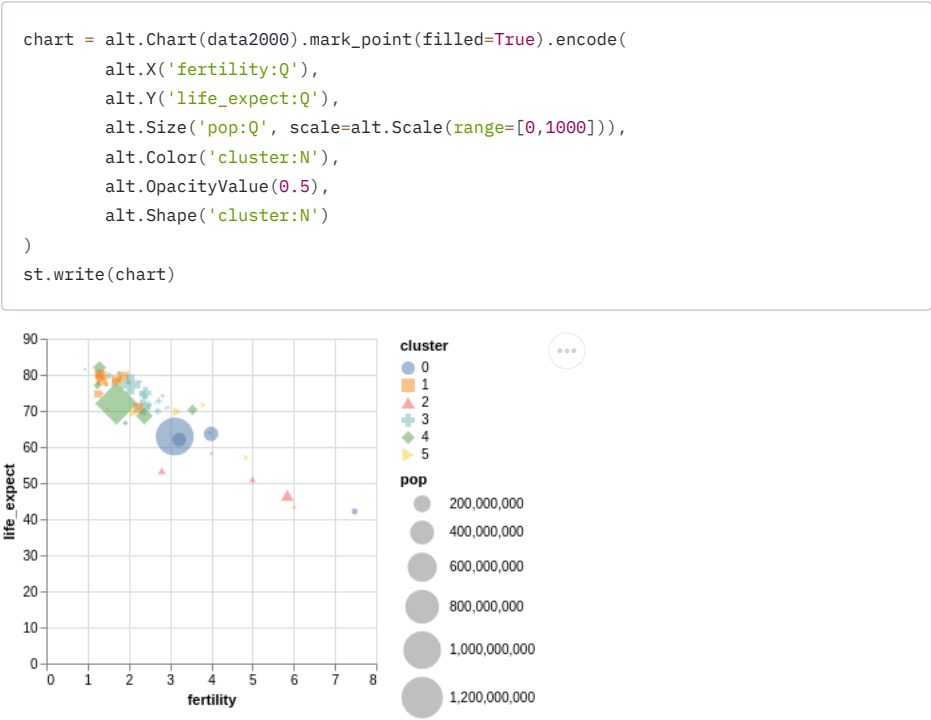 chart = alt.Chart(data2000).mark_point(filled=True).encode(
        alt.X('fertility:Q'),
        alt.Y('life_expect:Q'),
        alt.Size('pop:Q', scale=alt.Scale(range=[0,1000])),
        alt.Color('cluster:N'),
        alt.OpacityValue(0.5),
        alt.Shape('cluster:N')
)
st.write(chart)
90
80
70
60
50
40
30
20
10
0
life_expect
0 1 2 3 4 5 6 7 8
fertility
cluster
0
1
2
3
4
5
pop
200,000,000
400,000,000
600,000,000
800,000,000
1,000,000,000
1,200,000,000